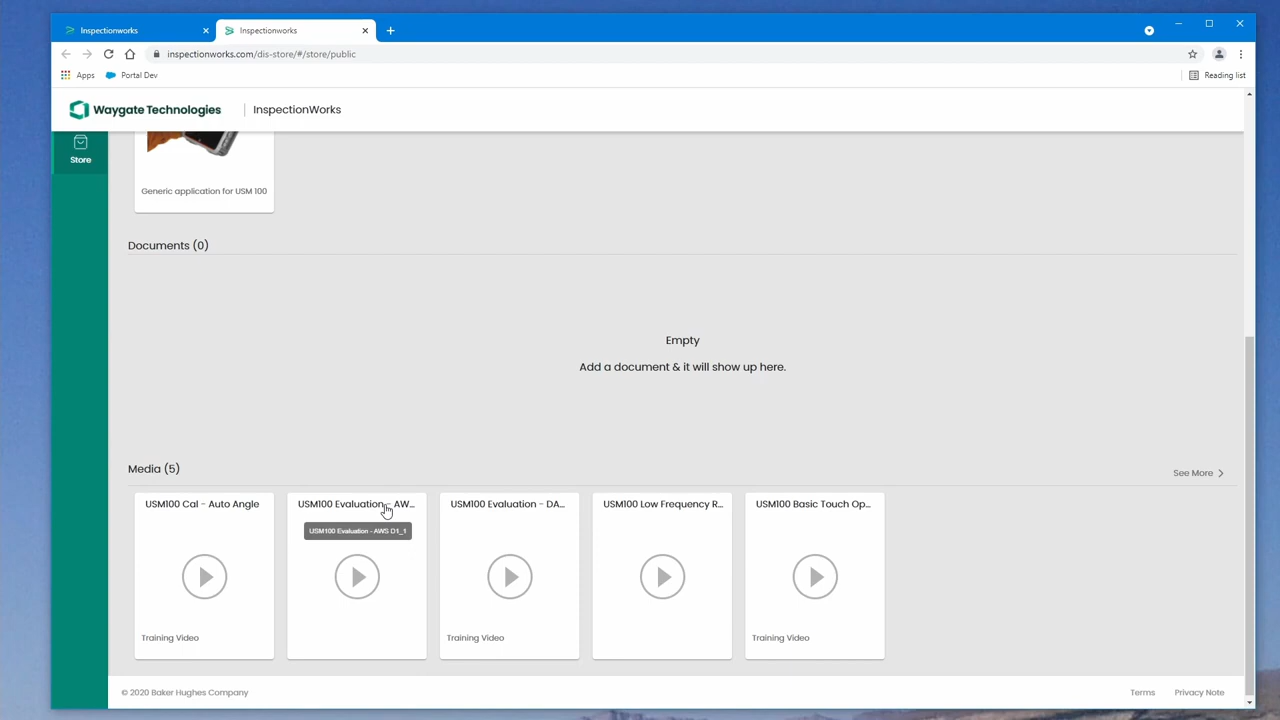 Inspectionworks
Inspectionworks
inspectionworks.com/dis-store/#/store/public
Apps
Portal Dev
Reading list
Waygate Technologies
InspectionWorks
Store
Generic application for USM 100
Documents (0)
Empty
Add a document & it will show up here.
Media (5)
See More
USM100 Cal - Auto Angle
USM100 Evaluation - AW...
USM100 Evaluation - DA...
USM100 Low Frequency R...
USM100 Basic Touch Op...
USM100 Evaluation - AWS D1_1
Training Video
Training Video
Training Video
© 2020 Baker Hughes Company
Terms
Privacy Note